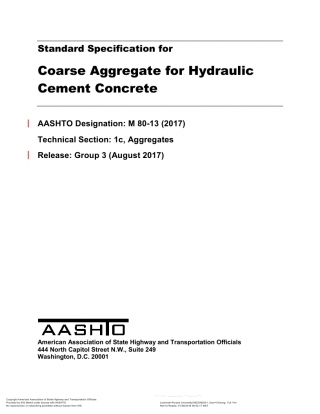 Standard Specification for
Coarse Aggregate for Hydraulic
Cement Concrete
AASHTO Designation: M 80-13 (2017)
Technical Section: 1c, Aggregates
Release: Group 3 (August 2017)
AASHTO
American Association of State Highway and Transportation Officials
444 North Capitol Street N.W., Suite 249
Washington, D.C. 20001